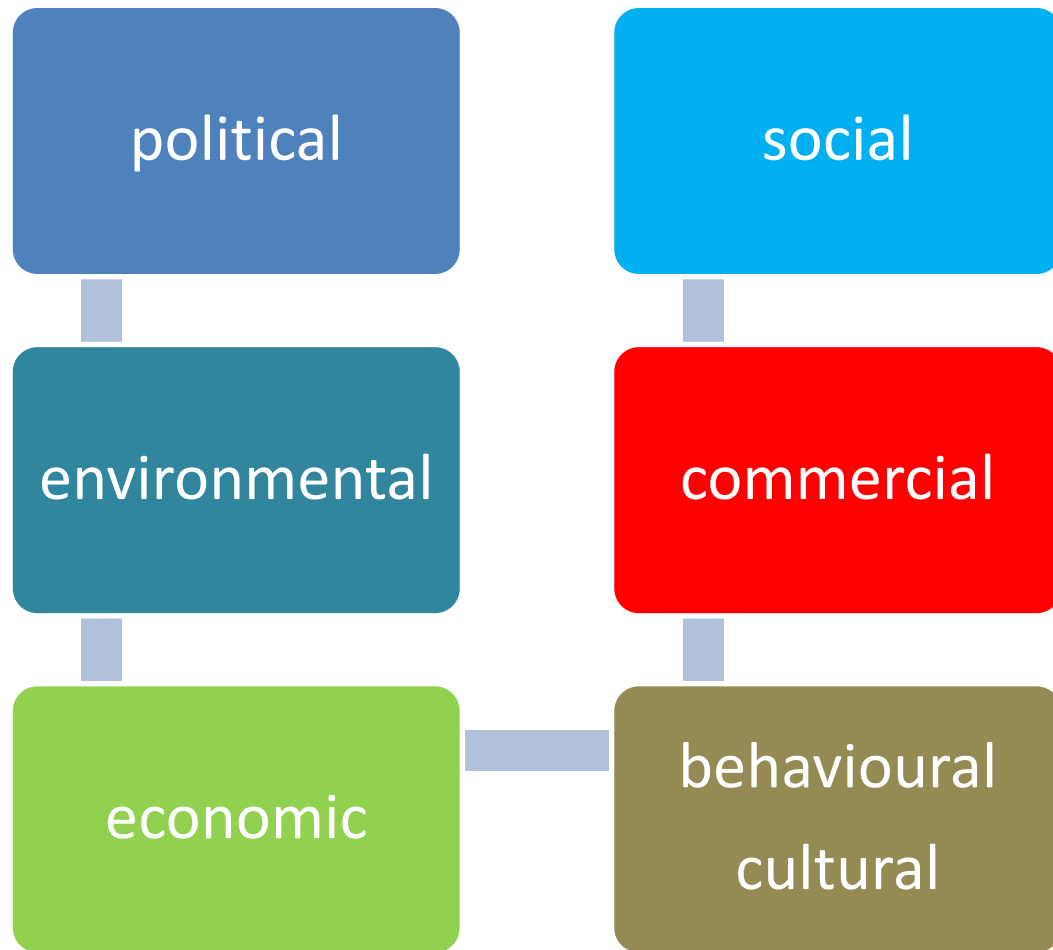 political
environmental
economic
behavioural
cultural
commercial
social